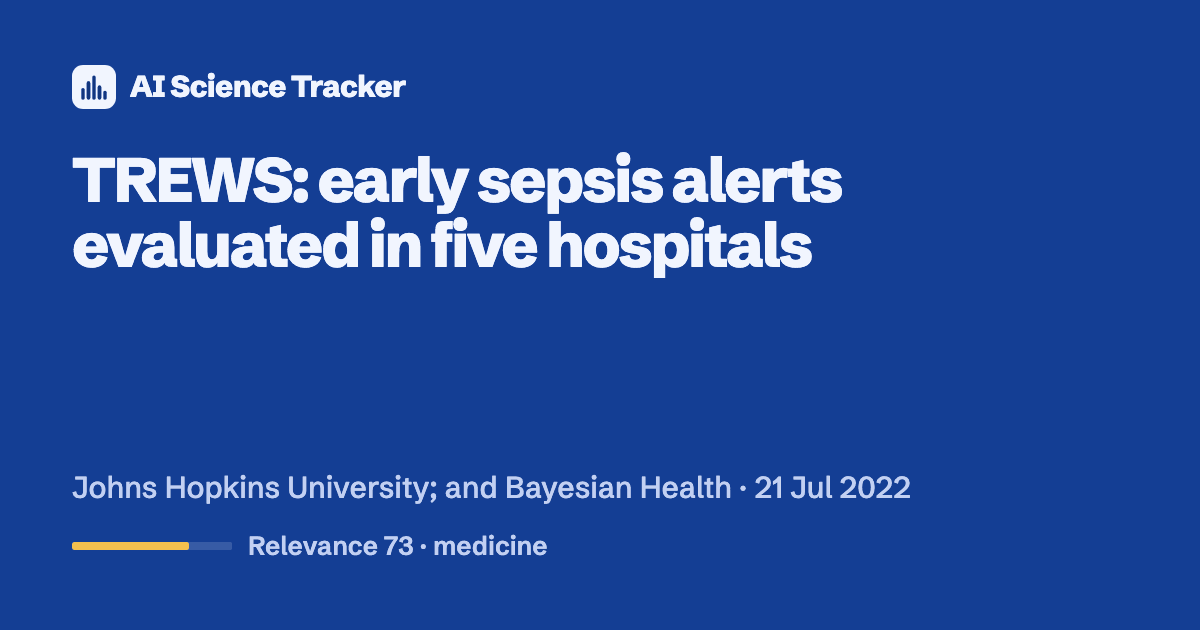 AI Science Tracker
TREWS: early sepsis alerts
evaluated in five hospitals
Johns Hopkins University; and Bayesian Health · 21 Jul 2022
Relevance 73 · medicine